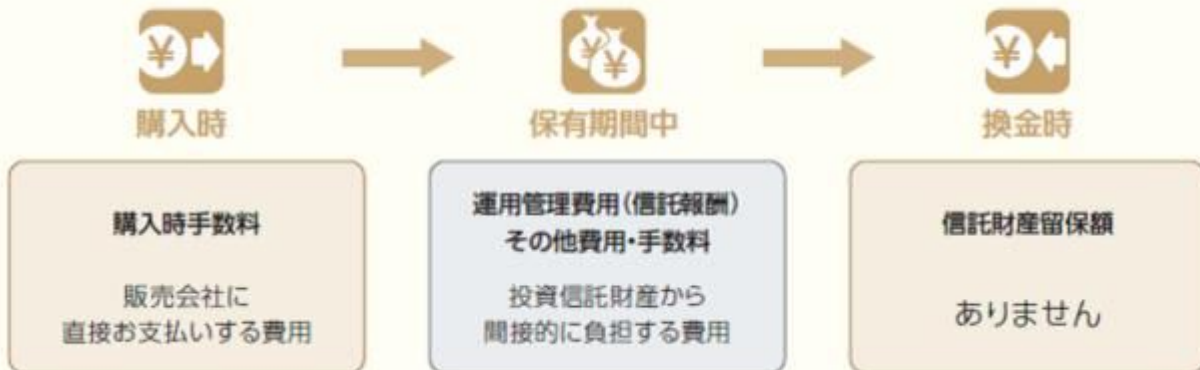 購入時
保有期間中
換金時
購入時手数料
販売会社に
直接お支払いする費用
運用管理費用(信託報酬)
その他費用・手数料
投資信託財産から
間接的に負担する費用
信託財産留保額
ありません